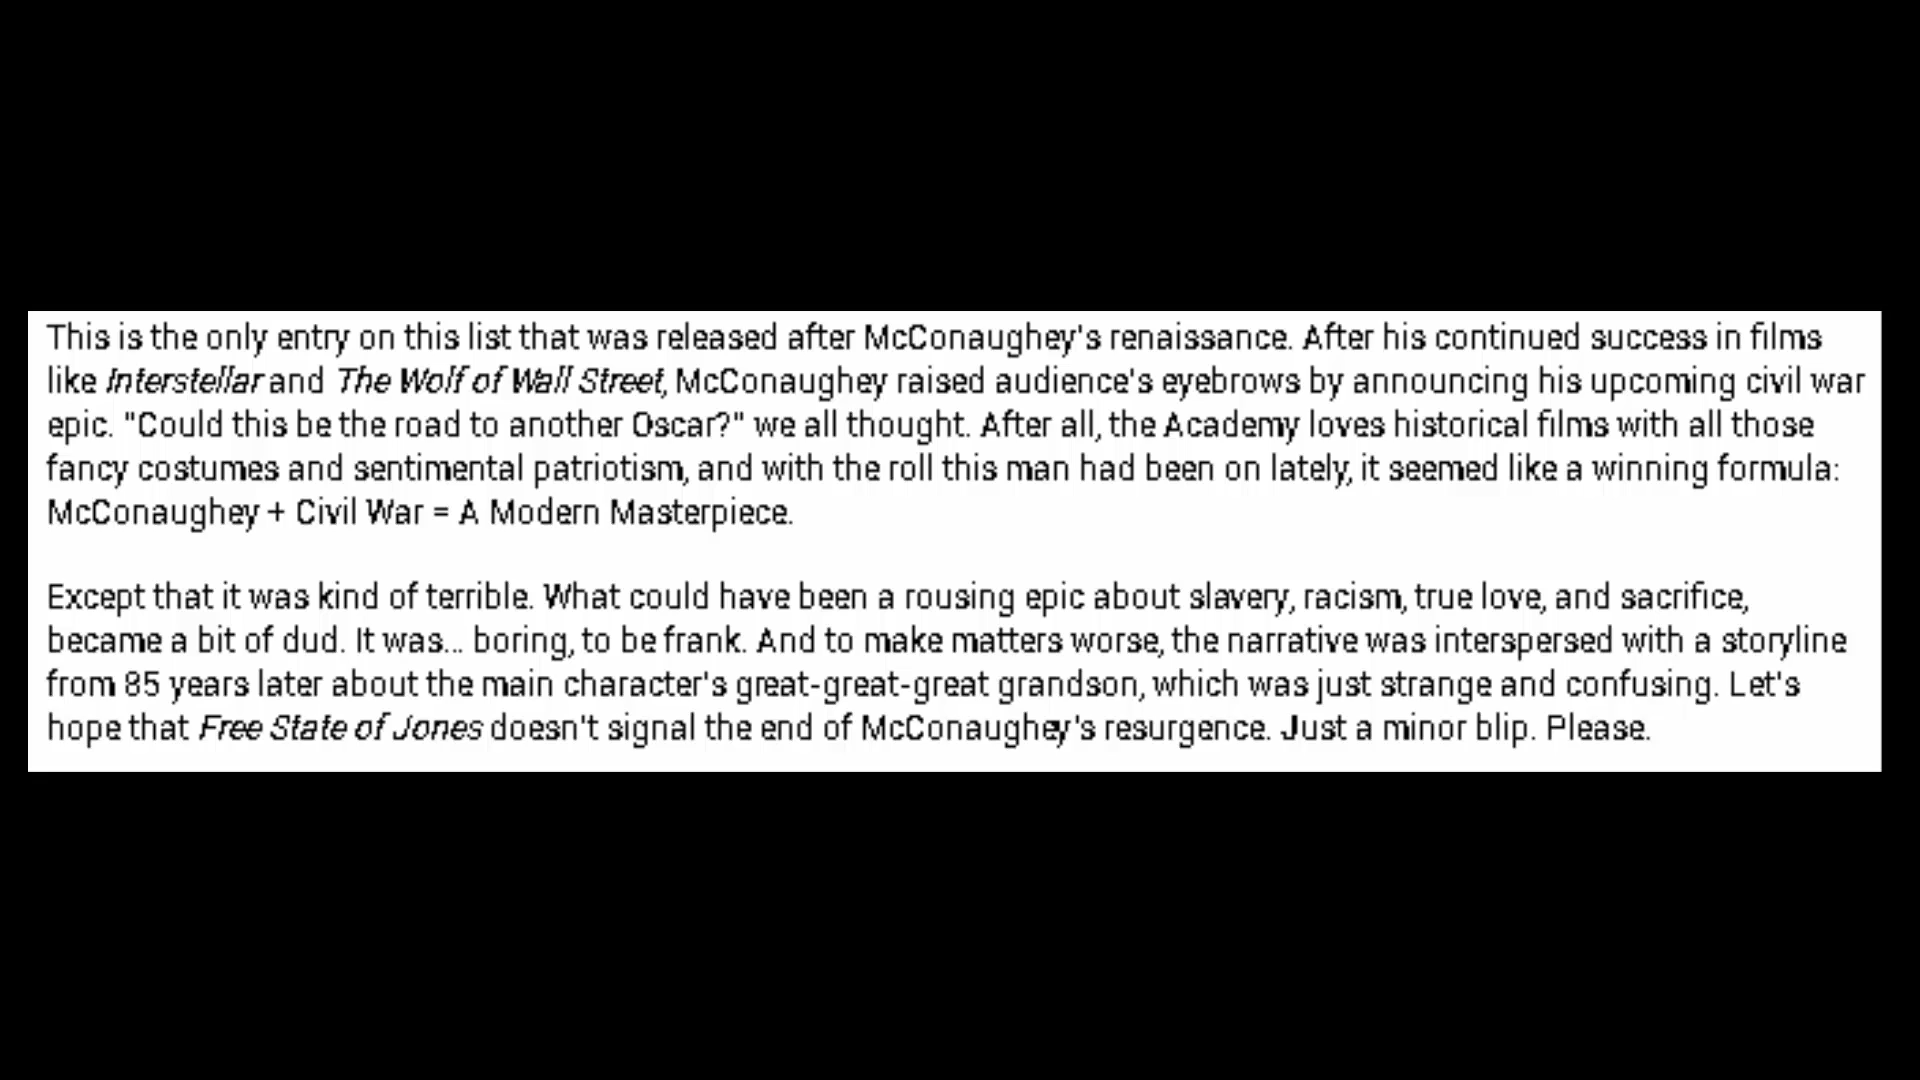 This is the only entry on this list that was released after McConaughey's renaissance. After his continued success in films
like Interstellar and The Wolf of Wall Street, McConaughey raised audience's eyebrows by announcing his upcoming civil war
epic. "Could this be the road to another Oscar?" we all thought. After all, the Academy loves historical films with all those
fancy costumes and sentimental patriotism, and with the roll this man had been on lately, it seemed like a winning formula:
McConaughey + Civil War = A Modern Masterpiece.
Except that it was kind of terrible. What could have been a rousing epic about slavery, racism, true love, and sacrifice,
became a bit of dud. It was... boring, to be frank. And to make matters worse, the narrative was interspersed with a storyline
from 85 years later about the main character's great-great-great grandson, which was just strange and confusing. Let's
hope that Free State of Jones doesn't signal the end of McConaughey's resurgence. Just a minor blip. Please.